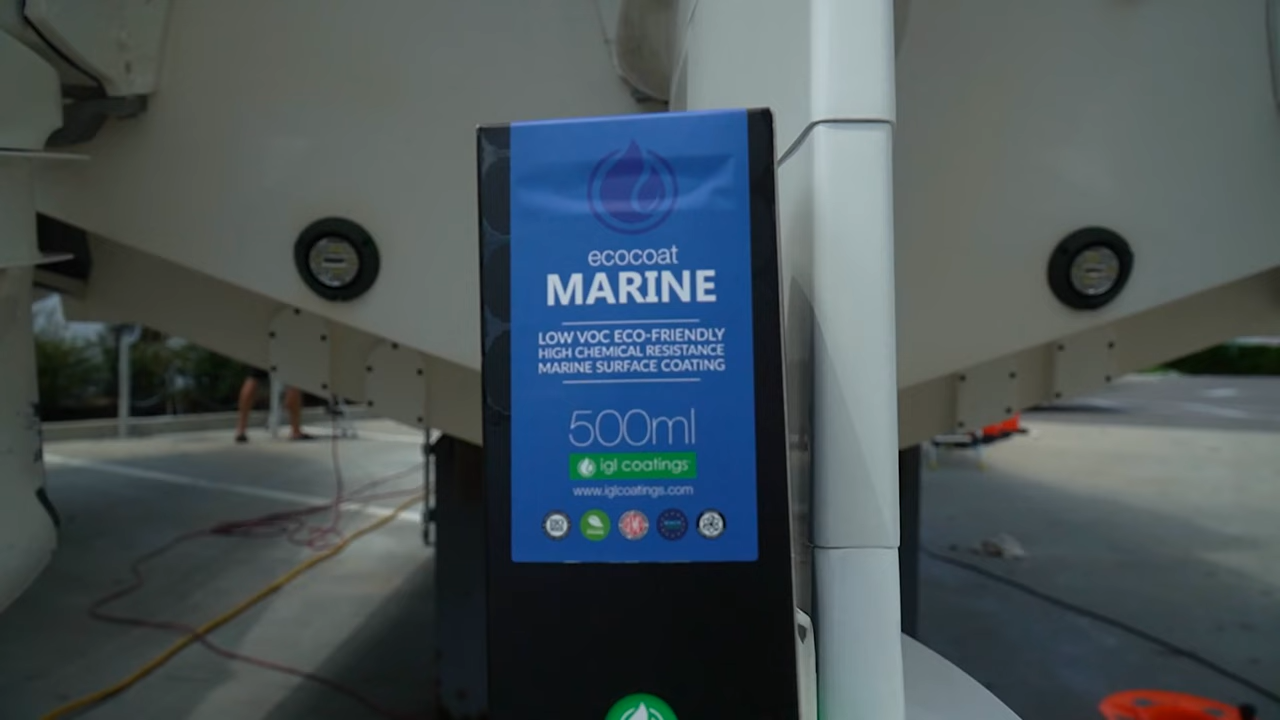 ecocoat
MARINE
LOW VOC ECO-FRIENDLY
HIGH CHEMICAL RESISTANCE
MARINE SURFACE COATING
500ml
igl coatings
www.iglcoatings.com